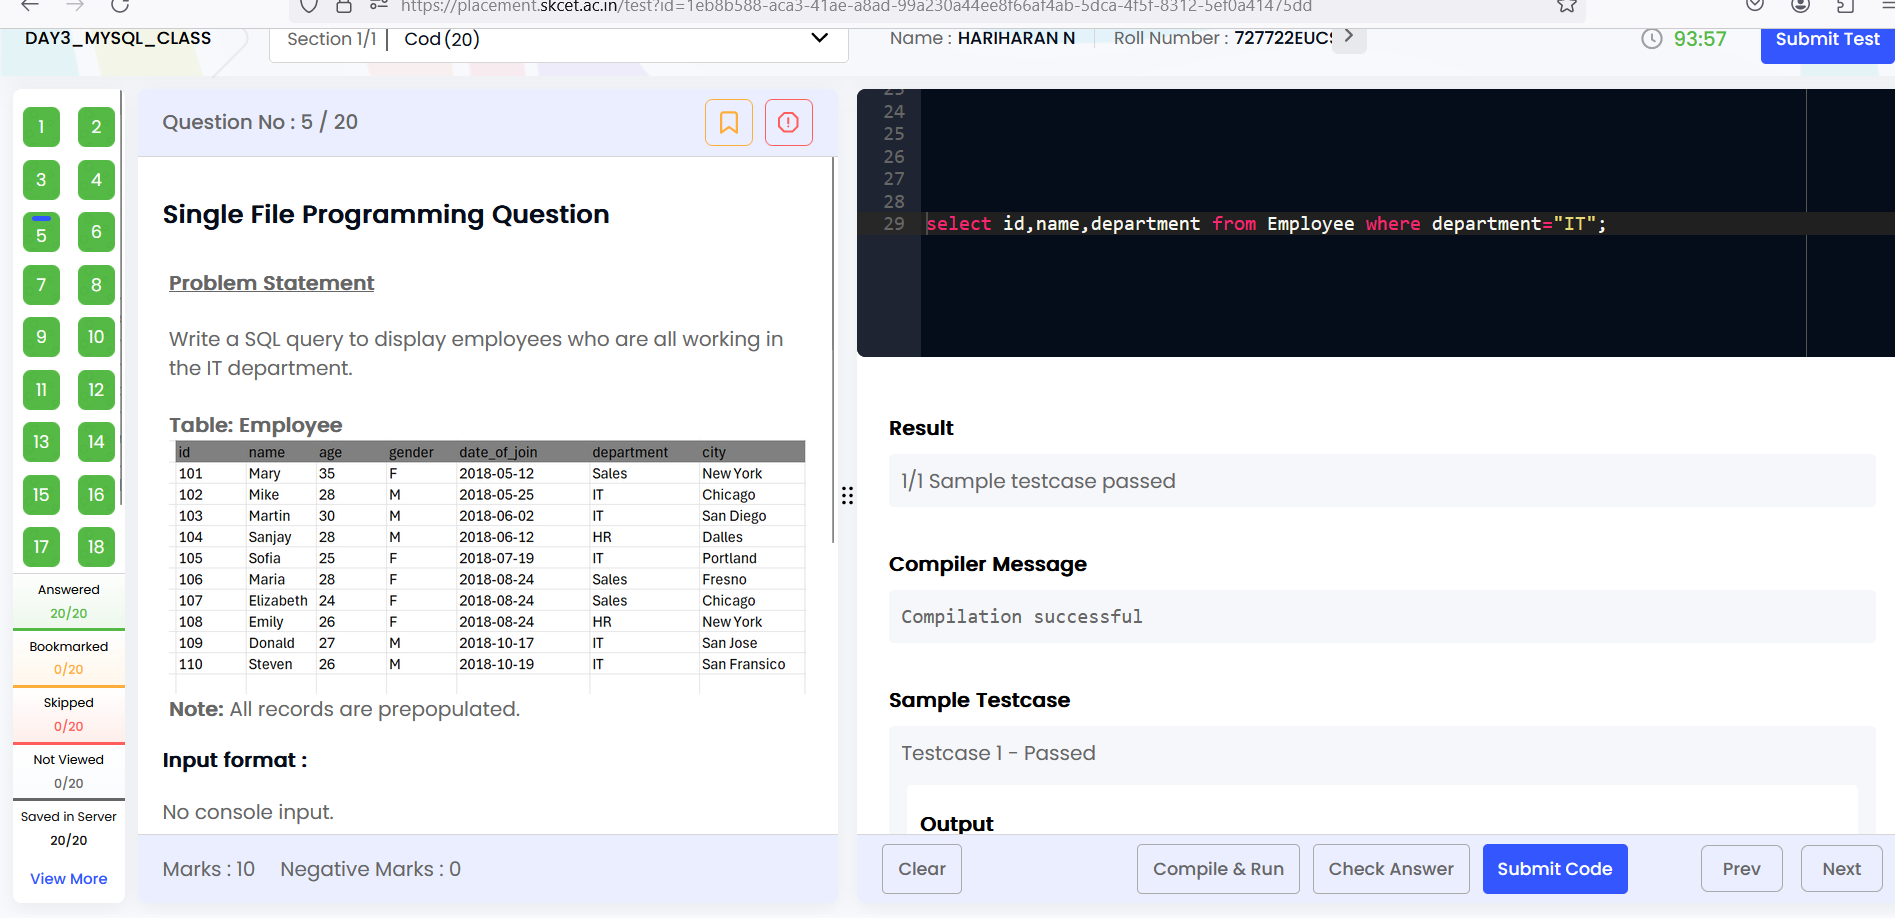 https://placement.skcet.ac.in/test?id=1eb8b588-aca3-41ae-a8ad-99a230a44ee8f66af4ab-5dca-4f5f-8312-5ef0a41475dd
DAY3_MYSQL_CLASS
Section 1/1 | Cod (20)
Name : HARIHARAN N
Roll Number : 727722EUC
93:57
Submit Test
1 2
3 4
5 6
7 8
9 10
11 12
13 14
15 16
17 18
Answered
20/20
Bookmarked
0/20
Skipped
0/20
Not Viewed
0/20
Saved in Server
20/20
View More
Question No : 5 / 20
Single File Programming Question
Problem Statement
Write a SQL query to display employees who are all working in
the IT department.
Table: Employee
id name age gender date_of_join department city
101 Mary 35 F 2018-05-12 Sales New York
102 Mike 28 M 2018-05-25 IT Chicago
103 Martin 30 M 2018-06-02 IT San Diego
104 Sanjay 28 M 2018-06-12 HR Dalles
105 Sofia 25 F 2018-07-19 IT Portland
106 Maria 28 F 2018-08-24 Sales Fresno
107 Elizabeth 24 F 2018-08-24 Sales Chicago
108 Emily 26 F 2018-08-24 HR New York
109 Donald 27 M 2018-10-17 IT San Jose
110 Steven 26 M 2018-10-19 IT San Fransico
Note: All records are prepopulated.
Input format :
No console input.
Marks : 10 Negative Marks : 0
23
24
25
26
27
28
29 select id,name,department from Employee where department="IT";
Result
1/1 Sample testcase passed
Compiler Message
Compilation successful
Sample Testcase
Testcase 1 - Passed
Output
Clear
Compile & Run
Check Answer
Submit Code
Prev
Next